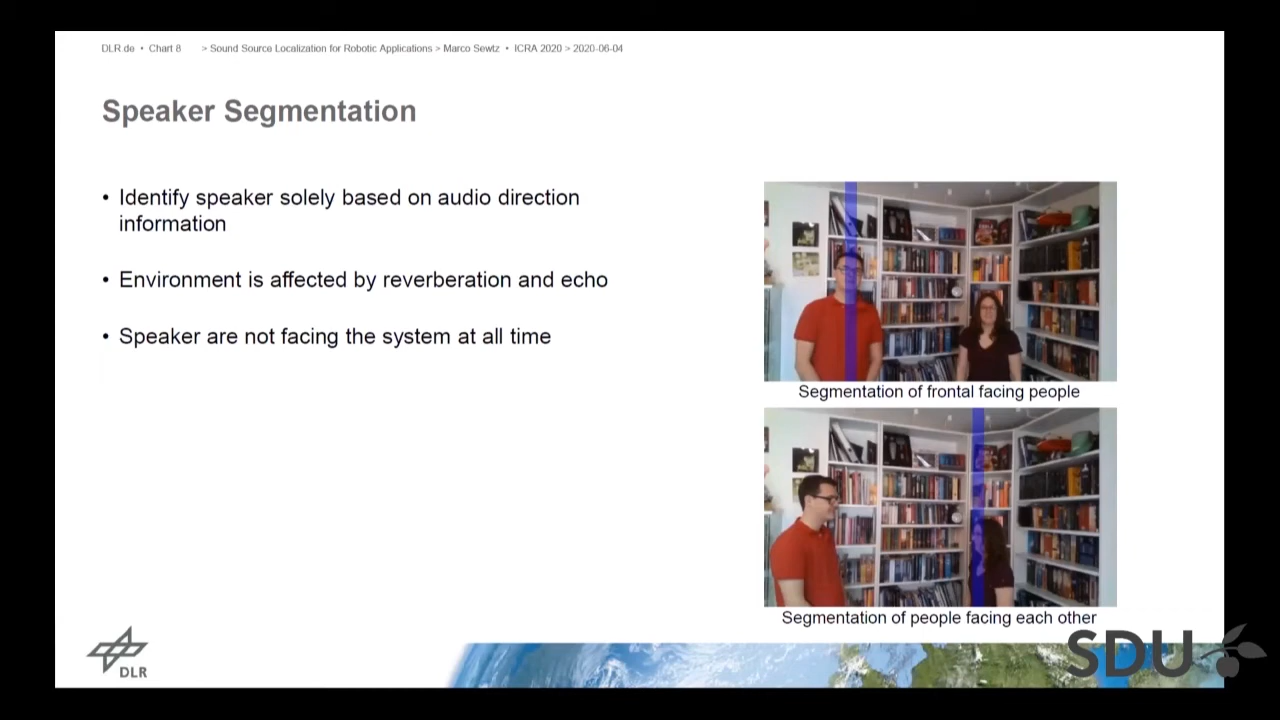 DLR.de • Chart 8 > Sound Source Localization for Robotic Applications > Marco Sewtz • ICRA 2020 > 2020-06-04
Speaker Segmentation
• Identify speaker solely based on audio direction
information
• Environment is affected by reverberation and echo
• Speaker are not facing the system at all time
Segmentation of frontal facing people
Segmentation of people facing each other
DLR
SDU